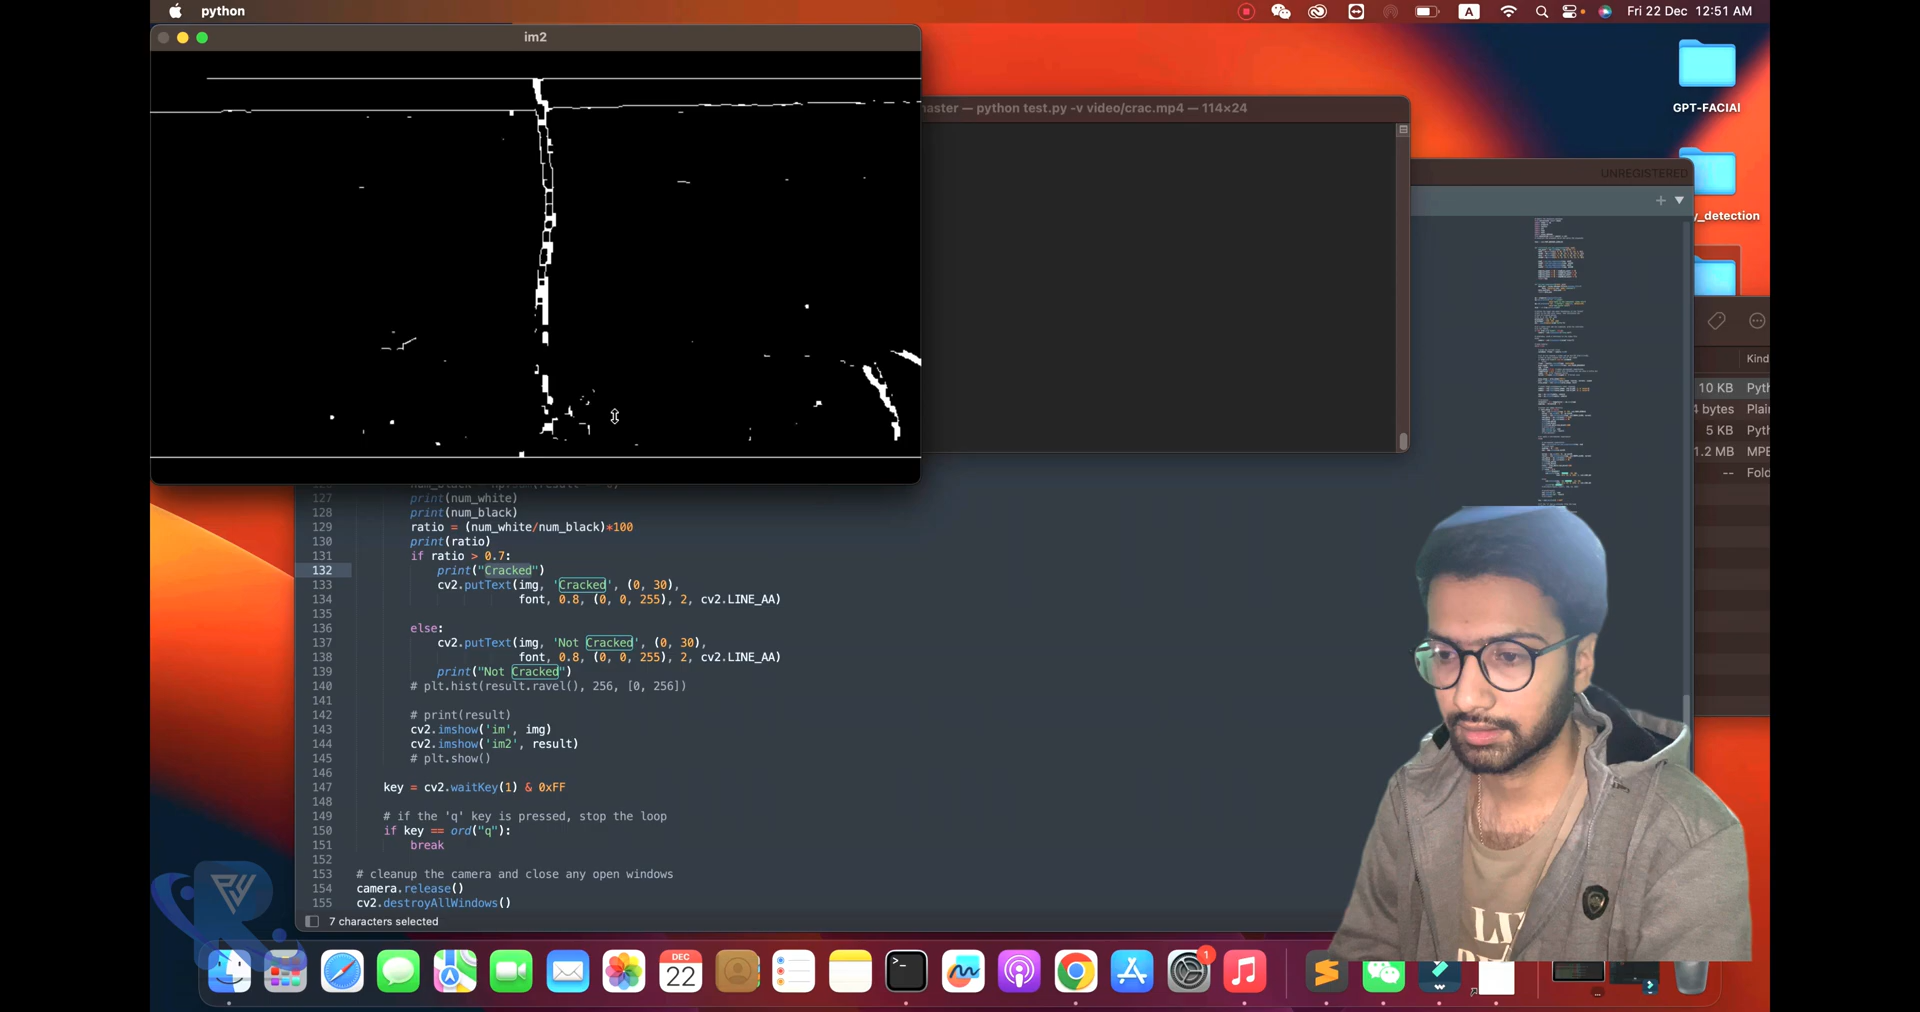 python
A
Fri 22 Dec 12:51 AM
im2
GPT-FACIAI
master — python test.py -v video/crac.mp4 — 114×24
UNREGISTERED
y_detection
Kind
10 KB
4 bytes Plai
5 KB
1.2 MB MPE
-- Fold
127 print(num_white)
128 print(num_black)
129 ratio = (num_white/num_black)*100
130 print(ratio)
131 if ratio > 0.7:
132 print("Cracked")
133 cv2.putText(img, 'Cracked', (0, 30),
134 font, 0.8, (0, 0, 255), 2, cv2.LINE_AA)
135
136 else:
137 cv2.putText(img, 'Not Cracked', (0, 30),
138 font, 0.8, (0, 0, 255), 2, cv2.LINE_AA)
139 print("Not Cracked")
140 # plt.hist(result.ravel(), 256, [0, 256])
141
142 # print(result)
143 cv2.imshow('im', img)
144 cv2.imshow('im2', result)
145 # plt.show()
146
147 key = cv2.waitKey(1) & 0xFF
148
149 # if the 'q' key is pressed, stop the loop
150 if key == ord("q"):
151 break
152
153 # cleanup the camera and close any open windows
154 camera.release()
155 cv2.destroyAllWindows()
7 characters selected
DEC
22
1